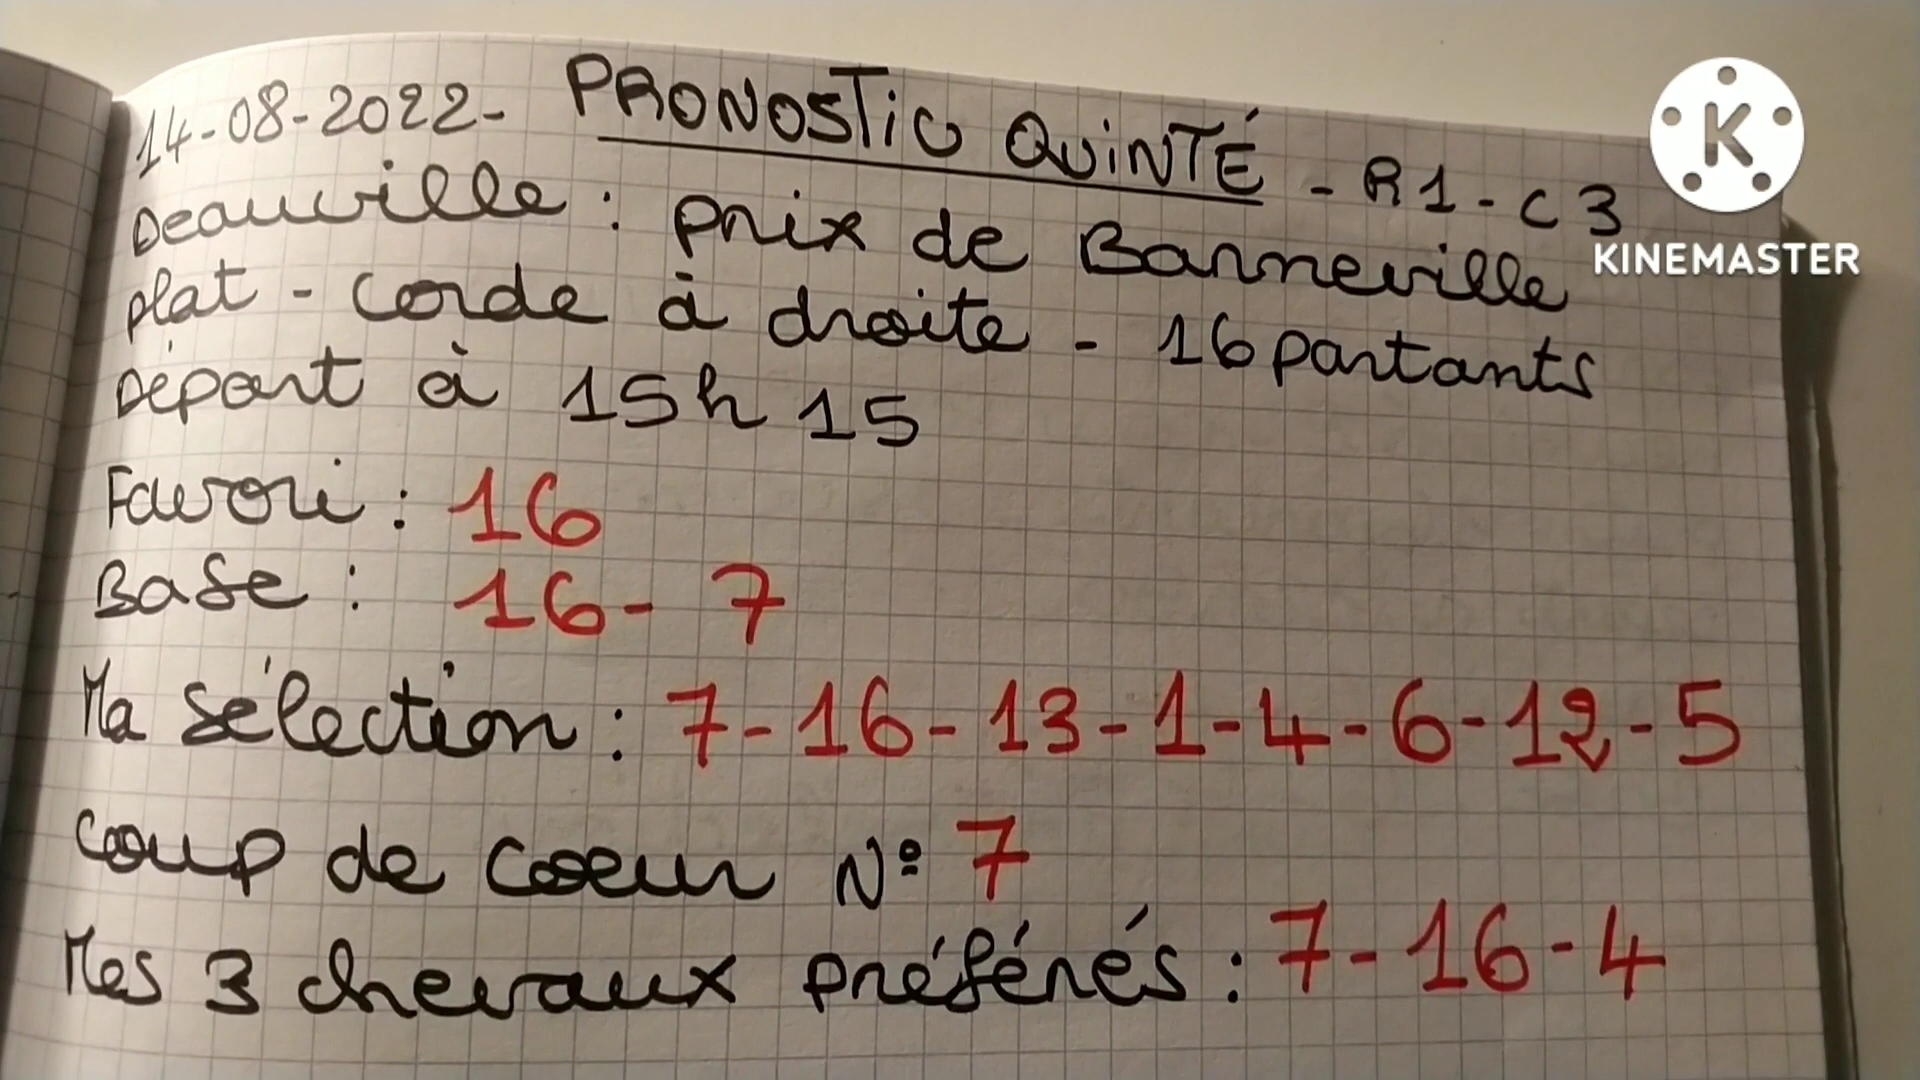 14-08-2022- PRONOSTIC QUINTÉ - R1 - C3
Deauville : prix de Barneville
plat - corde à droite - 16 partants
Départ à 15h15
Favori : 16
Base : 16 - 7
Ma sélection : 7-16-13-1-4-6-12-5
Coup de coeur N° 7
Mes 3 chevaux préférés : 7-16-4
K
KINEMASTER